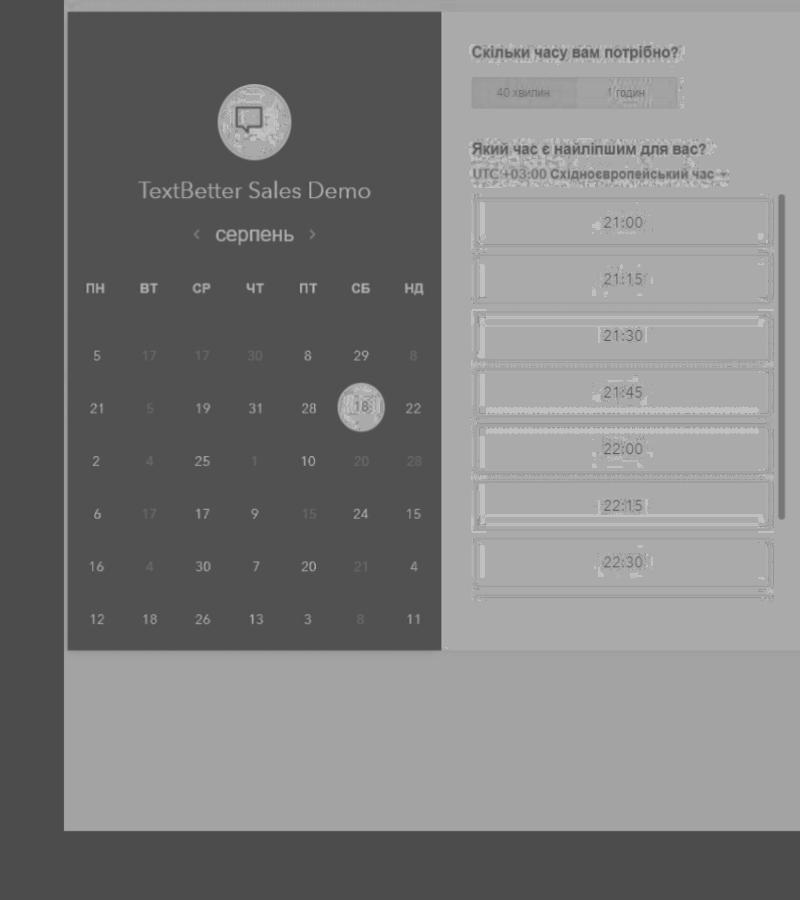 TextBetter Sales Demo
серпень
ПН ВТ СР ЧТ ПТ СБ НД
5 17 17 30 8 29 8
21 5 19 31 28 18 22
2 4 25 1 10 20 28
6 17 17 9 15 24 15
16 4 30 7 20 21 4
12 18 26 13 3 8 11
Скільки часу вам потрібно?
40 хвилин 1 годин
Який час є найліпшим для вас?
UTC +03:00 Східноєвропейський час
21:00
21:15
21:30
21:45
22:00
22:15
22:30